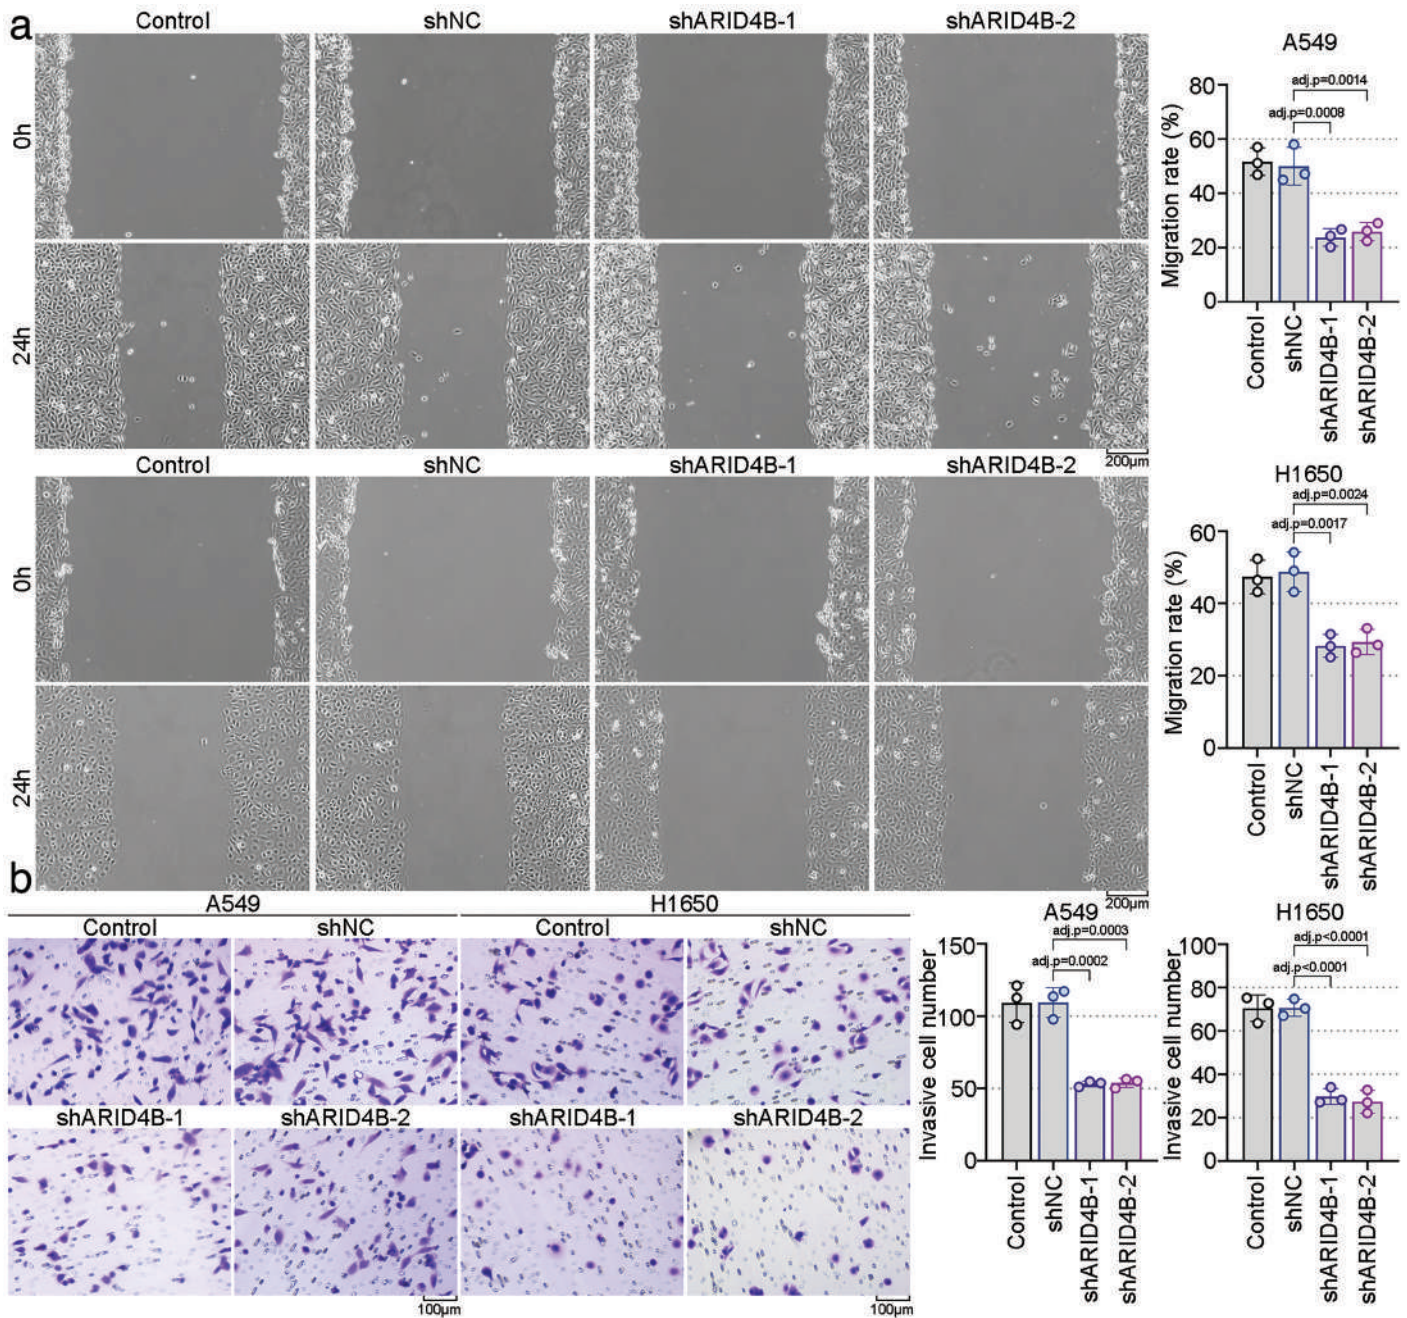 a
Control shNC shARID4B-1 shARID4B-2
0h
24h
200μm
A549
adj.p=0.0014
adj.p=0.0008
Migration rate (%)
80
60
40
20
0
Control
shNC
shARID4B-1
shARID4B-2
Control shNC shARID4B-1 shARID4B-2
0h
24h
200μm
H1650
adj.p=0.0024
adj.p=0.0017
Migration rate (%)
60
40
20
0
Control
shNC
shARID4B-1
shARID4B-2
b
A549 H1650
Control shNC Control shNC
shARID4B-1 shARID4B-2 shARID4B-1 shARID4B-2
100μm 100μm
A549
adj.p=0.0003
adj.p=0.0002
Invasive cell number
150
100
50
0
Control
shNC
shARID4B-1
shARID4B-2
H1650
adj.p<0.0001
adj.p<0.0001
Invasive cell number
100
80
60
40
20
0
Control
shNC
shARID4B-1
shARID4B-2